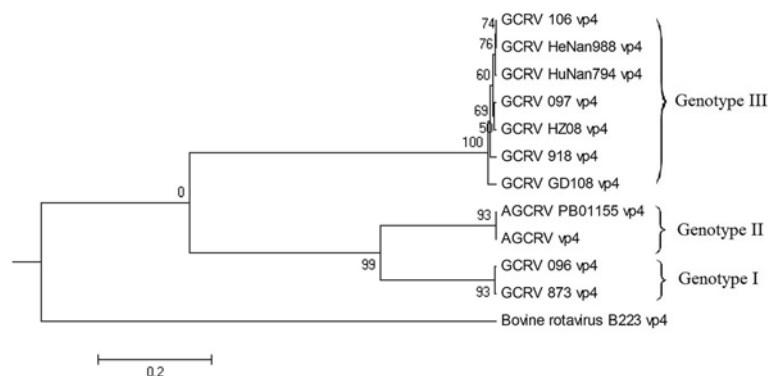 74
GCRV 106 vp4
76
GCRV HeNan988 vp4
GCRV HuNan794 vp4
60
Genotype III
GCRV 097 vp4
69
50
GCRV HZ08 vp4
100
GCRV 918 vp4
GCRV GD108 vp4
0
93
AGCRV PB01155 vp4
Genotype II
AGCRV vp4
99
GCRV 096 vp4
Genotype I
93
GCRV 873 vp4
Bovine rotavirus B223 vp4
0.2